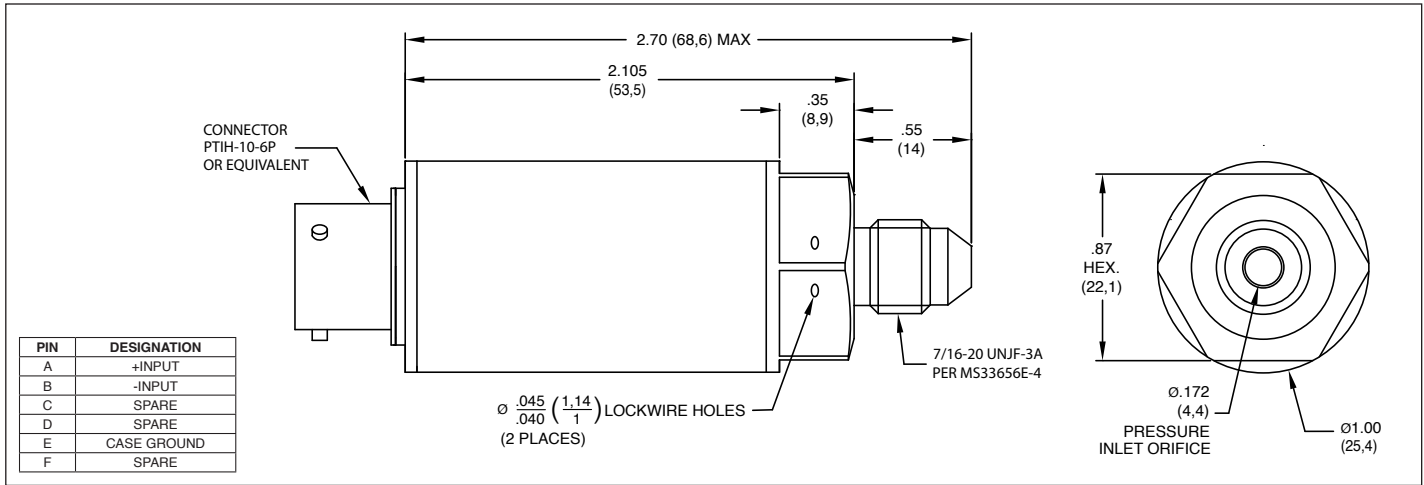 2.70 (68,6) MAX
2.105
(53,5)
.35
(8,9)
.55
(14)
CONNECTOR
PTIH-10-6P
OR EQUIVALENT
.87
HEX.
(22,1)
7/16-20 UNJF-3A
PER MS33656E-4
Ø .045/.040 (1,14/1) LOCKWIRE HOLES
(2 PLACES)
Ø.172
(4,4)
PRESSURE
INLET ORIFICE
Ø1.00
(25,4)
PIN DESIGNATION
A +INPUT
B -INPUT
C SPARE
D SPARE
E CASE GROUND
F SPARE